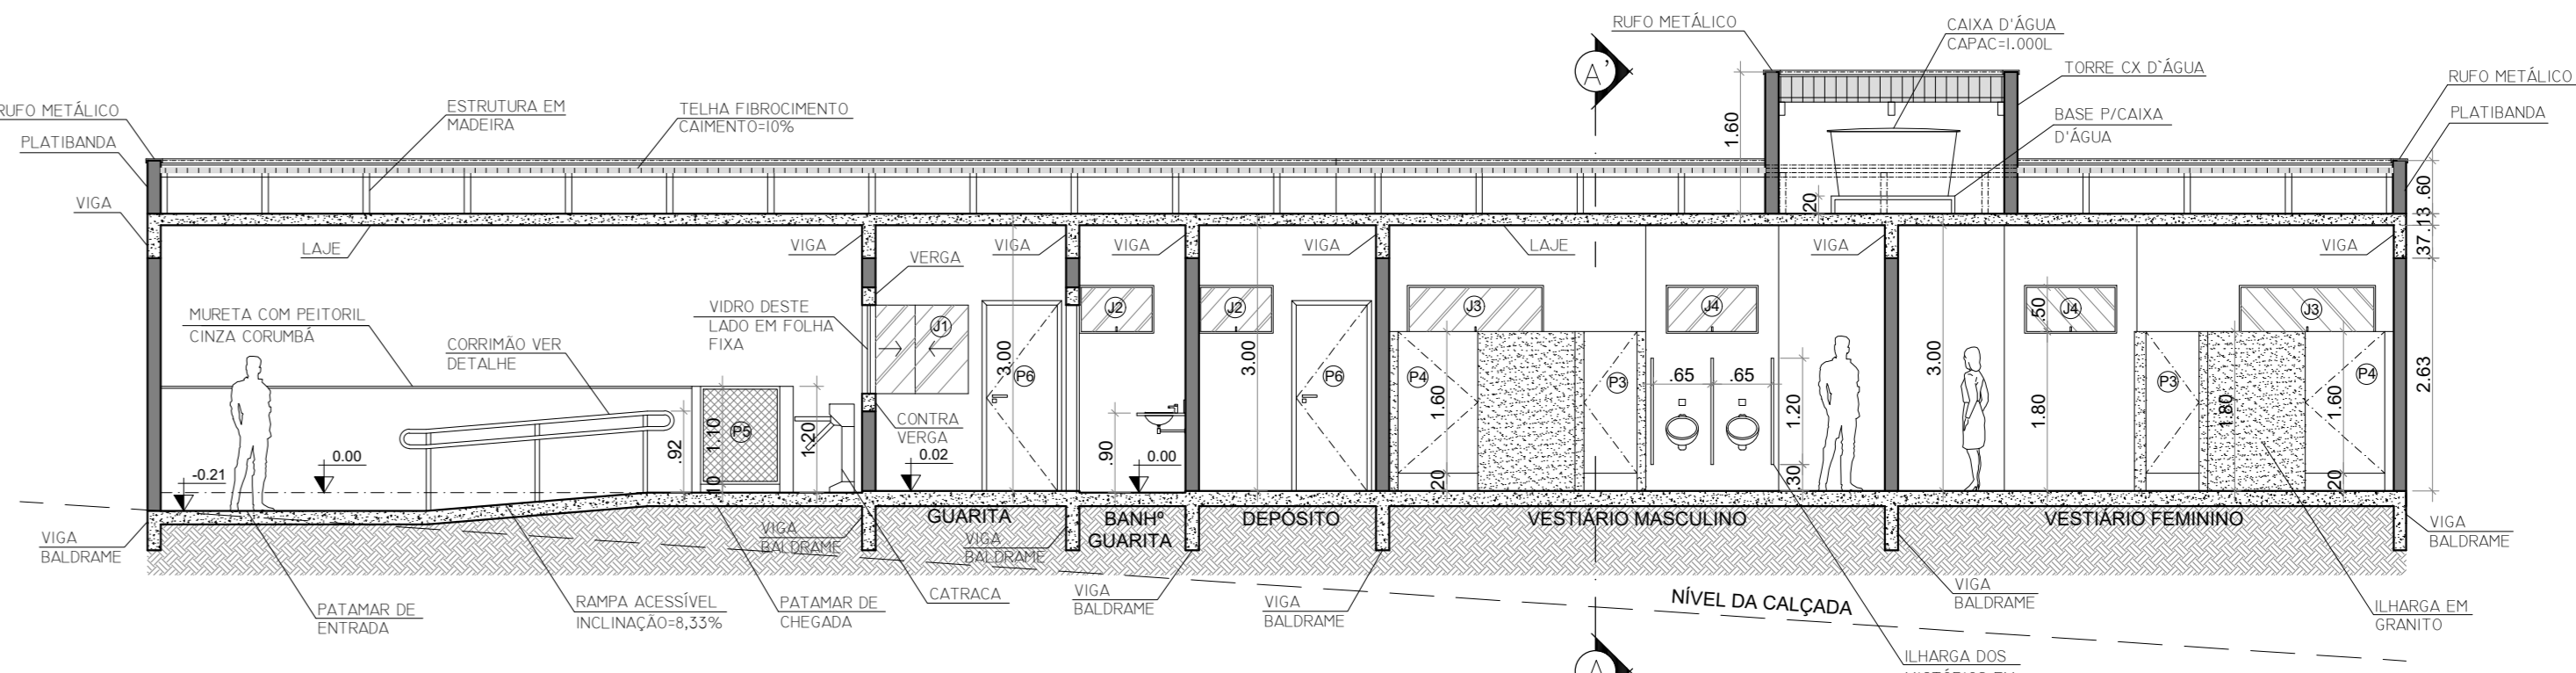 RUFO METÁLICO
CAIXA D'ÁGUA
CAPAC=1.000L
A'
TORRE CX D`ÁGUA
RUFO METÁLICO
RUFO METÁLICO
ESTRUTURA EM
MADEIRA
TELHA FIBROCIMENTO
CAIMENTO=10%
1.60
BASE P/CAIXA
D'ÁGUA
PLATIBANDA
PLATIBANDA
VIGA
20
.60
13
37
LAJE
VIGA
VIGA
VIGA
VIGA
LAJE
VIGA
VIGA
VERGA
MURETA COM PEITORIL
CINZA CORUMBÁ
VIDRO DESTE
LADO EM FOLHA
FIXA
CORRIMÃO VER
DETALHE
J1
3.00
P6
J2
J2
3.00
P6
J3
J4
3.00
.50
J4
J3
2.63
P4
1.60
P3
.65
.65
1.20
1.80
P3
1.80
1.60
P4
.92
1.10
P5
1.20
CONTRA
VERGA
.90
-0.21
0.00
0.02
0.00
10
20
30
20
GUARITA
BANHº
GUARITA
DEPÓSITO
VESTIÁRIO MASCULINO
VESTIÁRIO FEMININO
VIGA
BALDRAME
VIGA
BALDRAME
VIGA
BALDRAME
VIGA
BALDRAME
PATAMAR DE
ENTRADA
RAMPA ACESSÍVEL
INCLINAÇÃO=8,33%
PATAMAR DE
CHEGADA
CATRACA
VIGA
BALDRAME
VIGA
BALDRAME
NÍVEL DA CALÇADA
VIGA
BALDRAME
ILHARGA EM
GRANITO
ILHARGA DOS